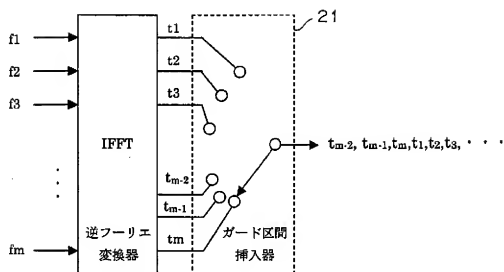 21
f1
t1
f2
t2
f3
t3
IFFT
tm-2, tm-1,tm,t1,t2,t3, ・ ・ ・
tm-2
tm-1
fm
tm
逆フーリエ
変換器
ガード区間
挿入器